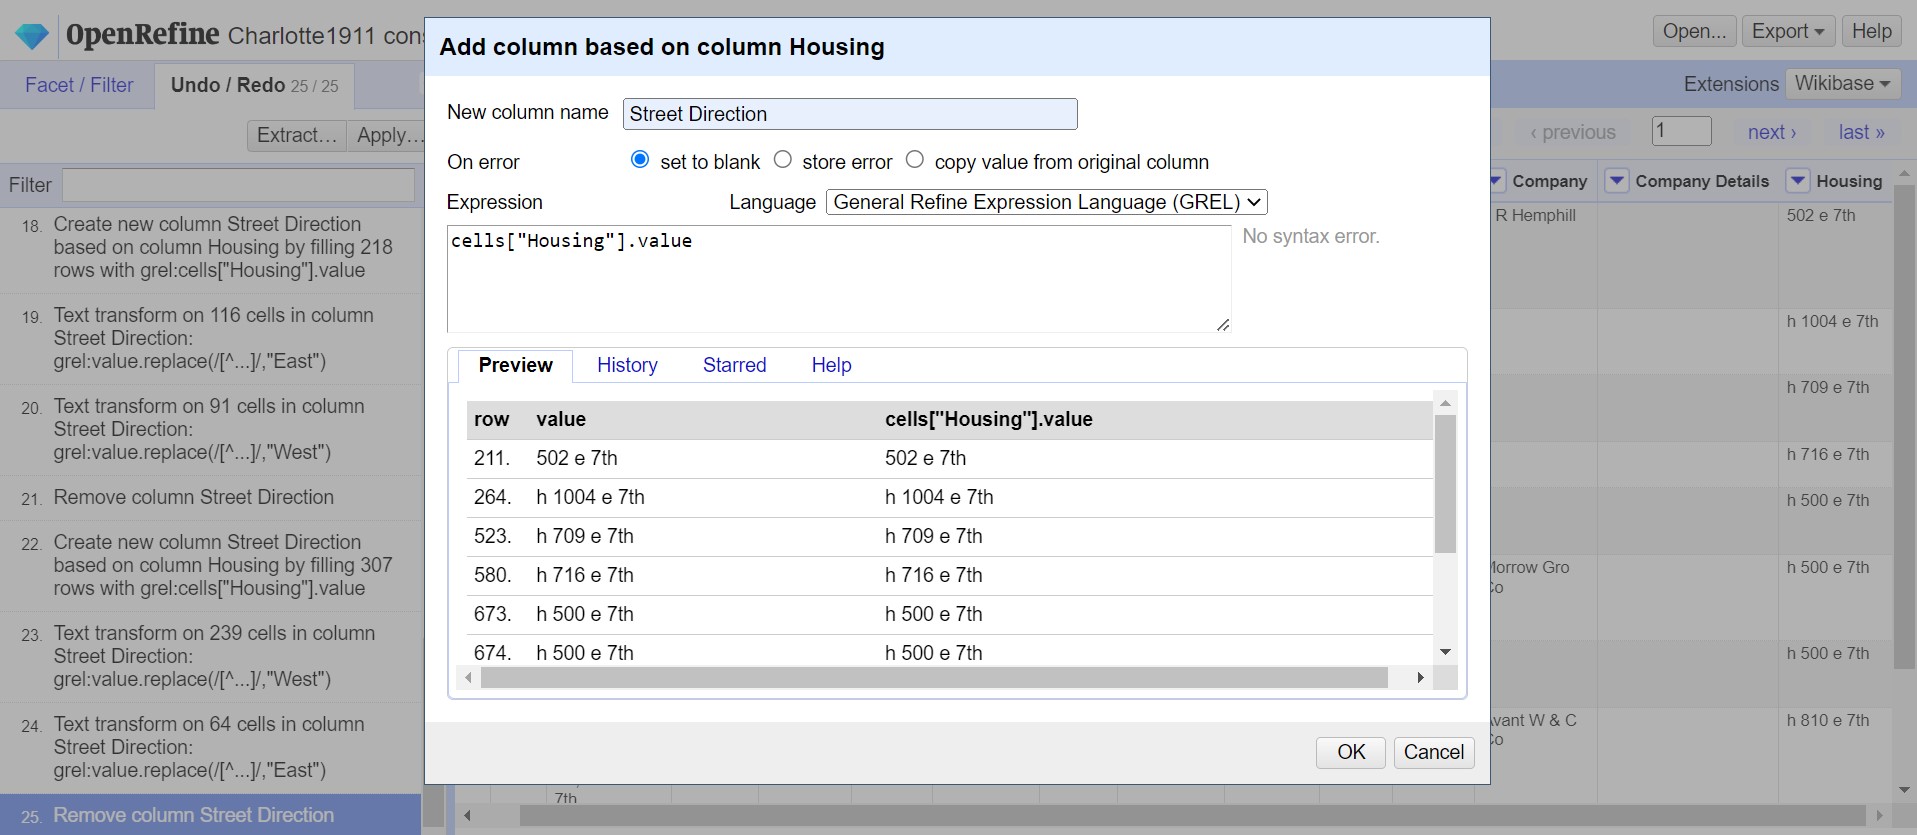 OpenRefine Charlotte1911 con
Open... Export Help
Facet / Filter Undo / Redo 25 / 25
Extensions Wikibase
Extract... Apply...
‹ previous 1 next › last »
Filter
18. Create new column Street Direction
based on column Housing by filling 218
rows with grel:cells["Housing"].value
19. Text transform on 116 cells in column
Street Direction:
grel:value.replace(/[^...]/,"East")
20. Text transform on 91 cells in column
Street Direction:
grel:value.replace(/[^...]/,"West")
21. Remove column Street Direction
22. Create new column Street Direction
based on column Housing by filling 307
rows with grel:cells["Housing"].value
23. Text transform on 239 cells in column
Street Direction:
grel:value.replace(/[^...]/,"West")
24. Text transform on 64 cells in column
Street Direction:
grel:value.replace(/[^...]/,"East")
25. Remove column Street Direction
Add column based on column Housing
New column name Street Direction
On error set to blank store error copy value from original column
Expression Language General Refine Expression Language (GREL)
cells["Housing"].value
No syntax error.
Preview History Starred Help
row value cells["Housing"].value
211. 502 e 7th 502 e 7th
264. h 1004 e 7th h 1004 e 7th
523. h 709 e 7th h 709 e 7th
580. h 716 e 7th h 716 e 7th
673. h 500 e 7th h 500 e 7th
674. h 500 e 7th h 500 e 7th
OK Cancel
Company Company Details Housing
R Hemphill 502 e 7th
h 1004 e 7th
h 709 e 7th
h 716 e 7th
h 500 e 7th
Morrow Gro h 500 e 7th
Co
h 500 e 7th
Avant W & C h 810 e 7th
Co
7th